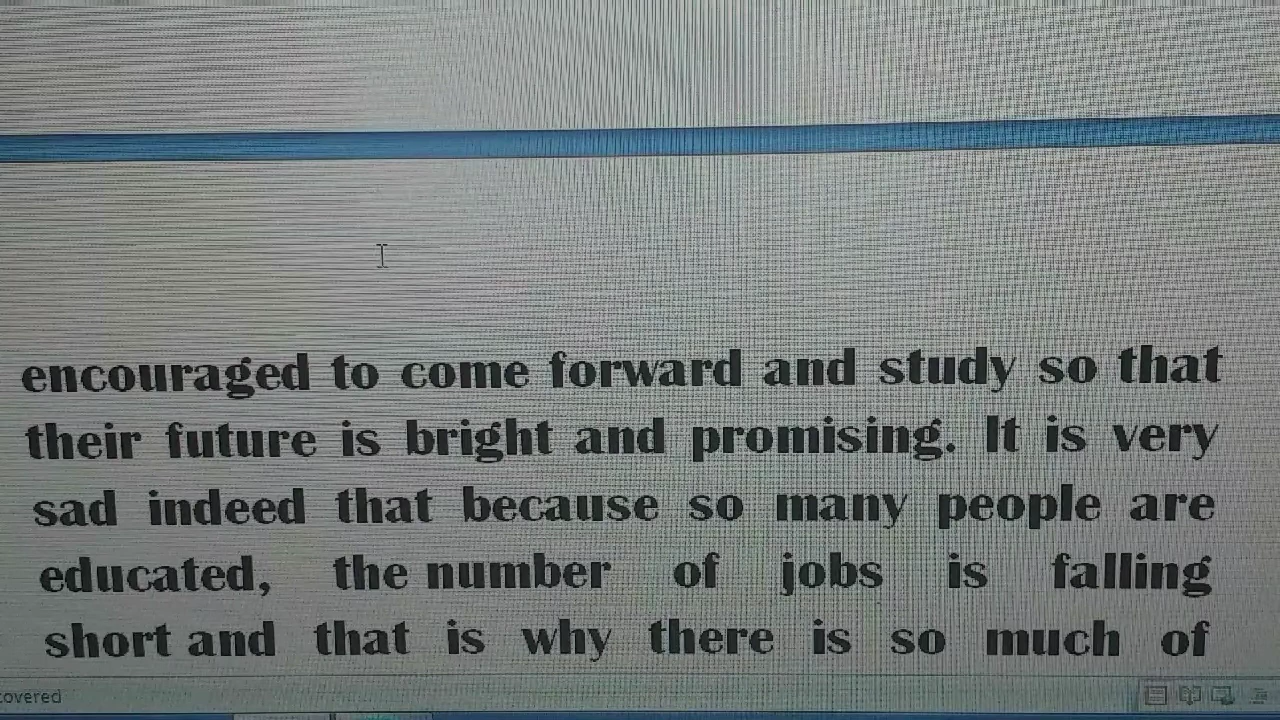 encouraged to come forward and study so that
their future is bright and promising. It is very
sad indeed that because so many people are
educated, the number of jobs is falling
short and that is why there is so much of
covered